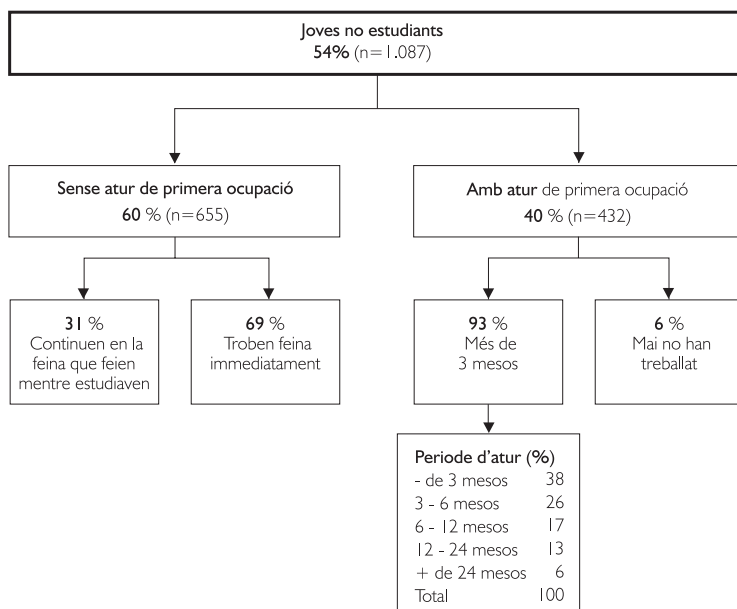 Joves no estudiants
54% (n=1.087)
Sense atur de primera ocupació
60 % (n=655)
Amb atur de primera ocupació
40 % (n=432)
31 %
Continuen en la
feina que feien
mentre estudiaven
69 %
Troben feina
immediatament
93 %
Més de
3 mesos
6 %
Mai no han
treballat
Periode d'atur (%)
- de 3 mesos 38
3 - 6 mesos 26
6 - 12 mesos 17
12 - 24 mesos 13
+ de 24 mesos 6
Total 100